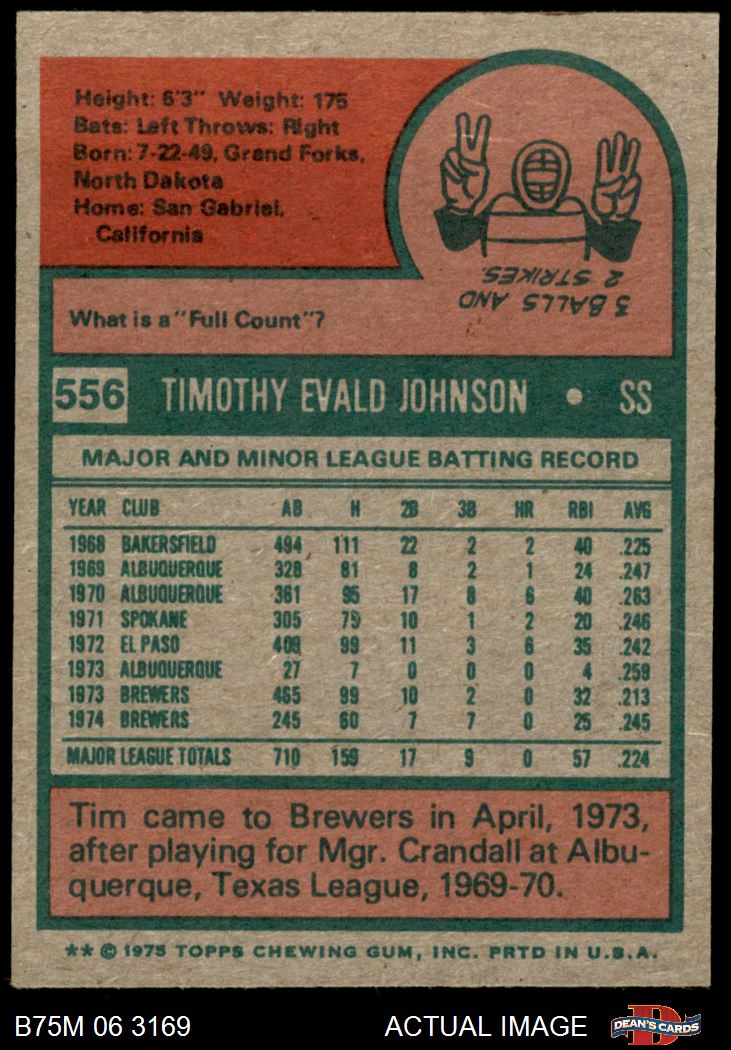 Height: 6'3" Weight: 175
Bats: Left Throws: Right
Born: 7-22-49, Grand Forks,
North Dakota
Home: San Gabriel,
California
3 BALLS AND
2 STRIKES.
What is a "Full Count"?
556 TIMOTHY EVALD JOHNSON • SS
MAJOR AND MINOR LEAGUE BATTING RECORD
YEAR CLUB AB H 2B 3B HR RBI AVG
1968 BAKERSFIELD 494 111 22 2 2 40 .225
1969 ALBUQUERQUE 328 81 8 2 1 24 .247
1970 ALBUQUERQUE 361 95 17 8 6 40 .263
1971 SPOKANE 305 75 10 1 2 20 .246
1972 EL PASO 409 99 11 3 6 35 .242
1973 ALBUQUERQUE 27 7 0 0 0 4 .259
1973 BREWERS 465 99 10 2 0 32 .213
1974 BREWERS 245 60 7 7 0 25 .245
MAJOR LEAGUE TOTALS 710 159 17 9 0 57 .224
Tim came to Brewers in April, 1973,
after playing for Mgr. Crandall at Albu-
querque, Texas League, 1969-70.
** © 1975 TOPPS CHEWING GUM, INC. PRTD IN U.S.A.
B75M 06 3169 ACTUAL IMAGE DEAN'S CARDS